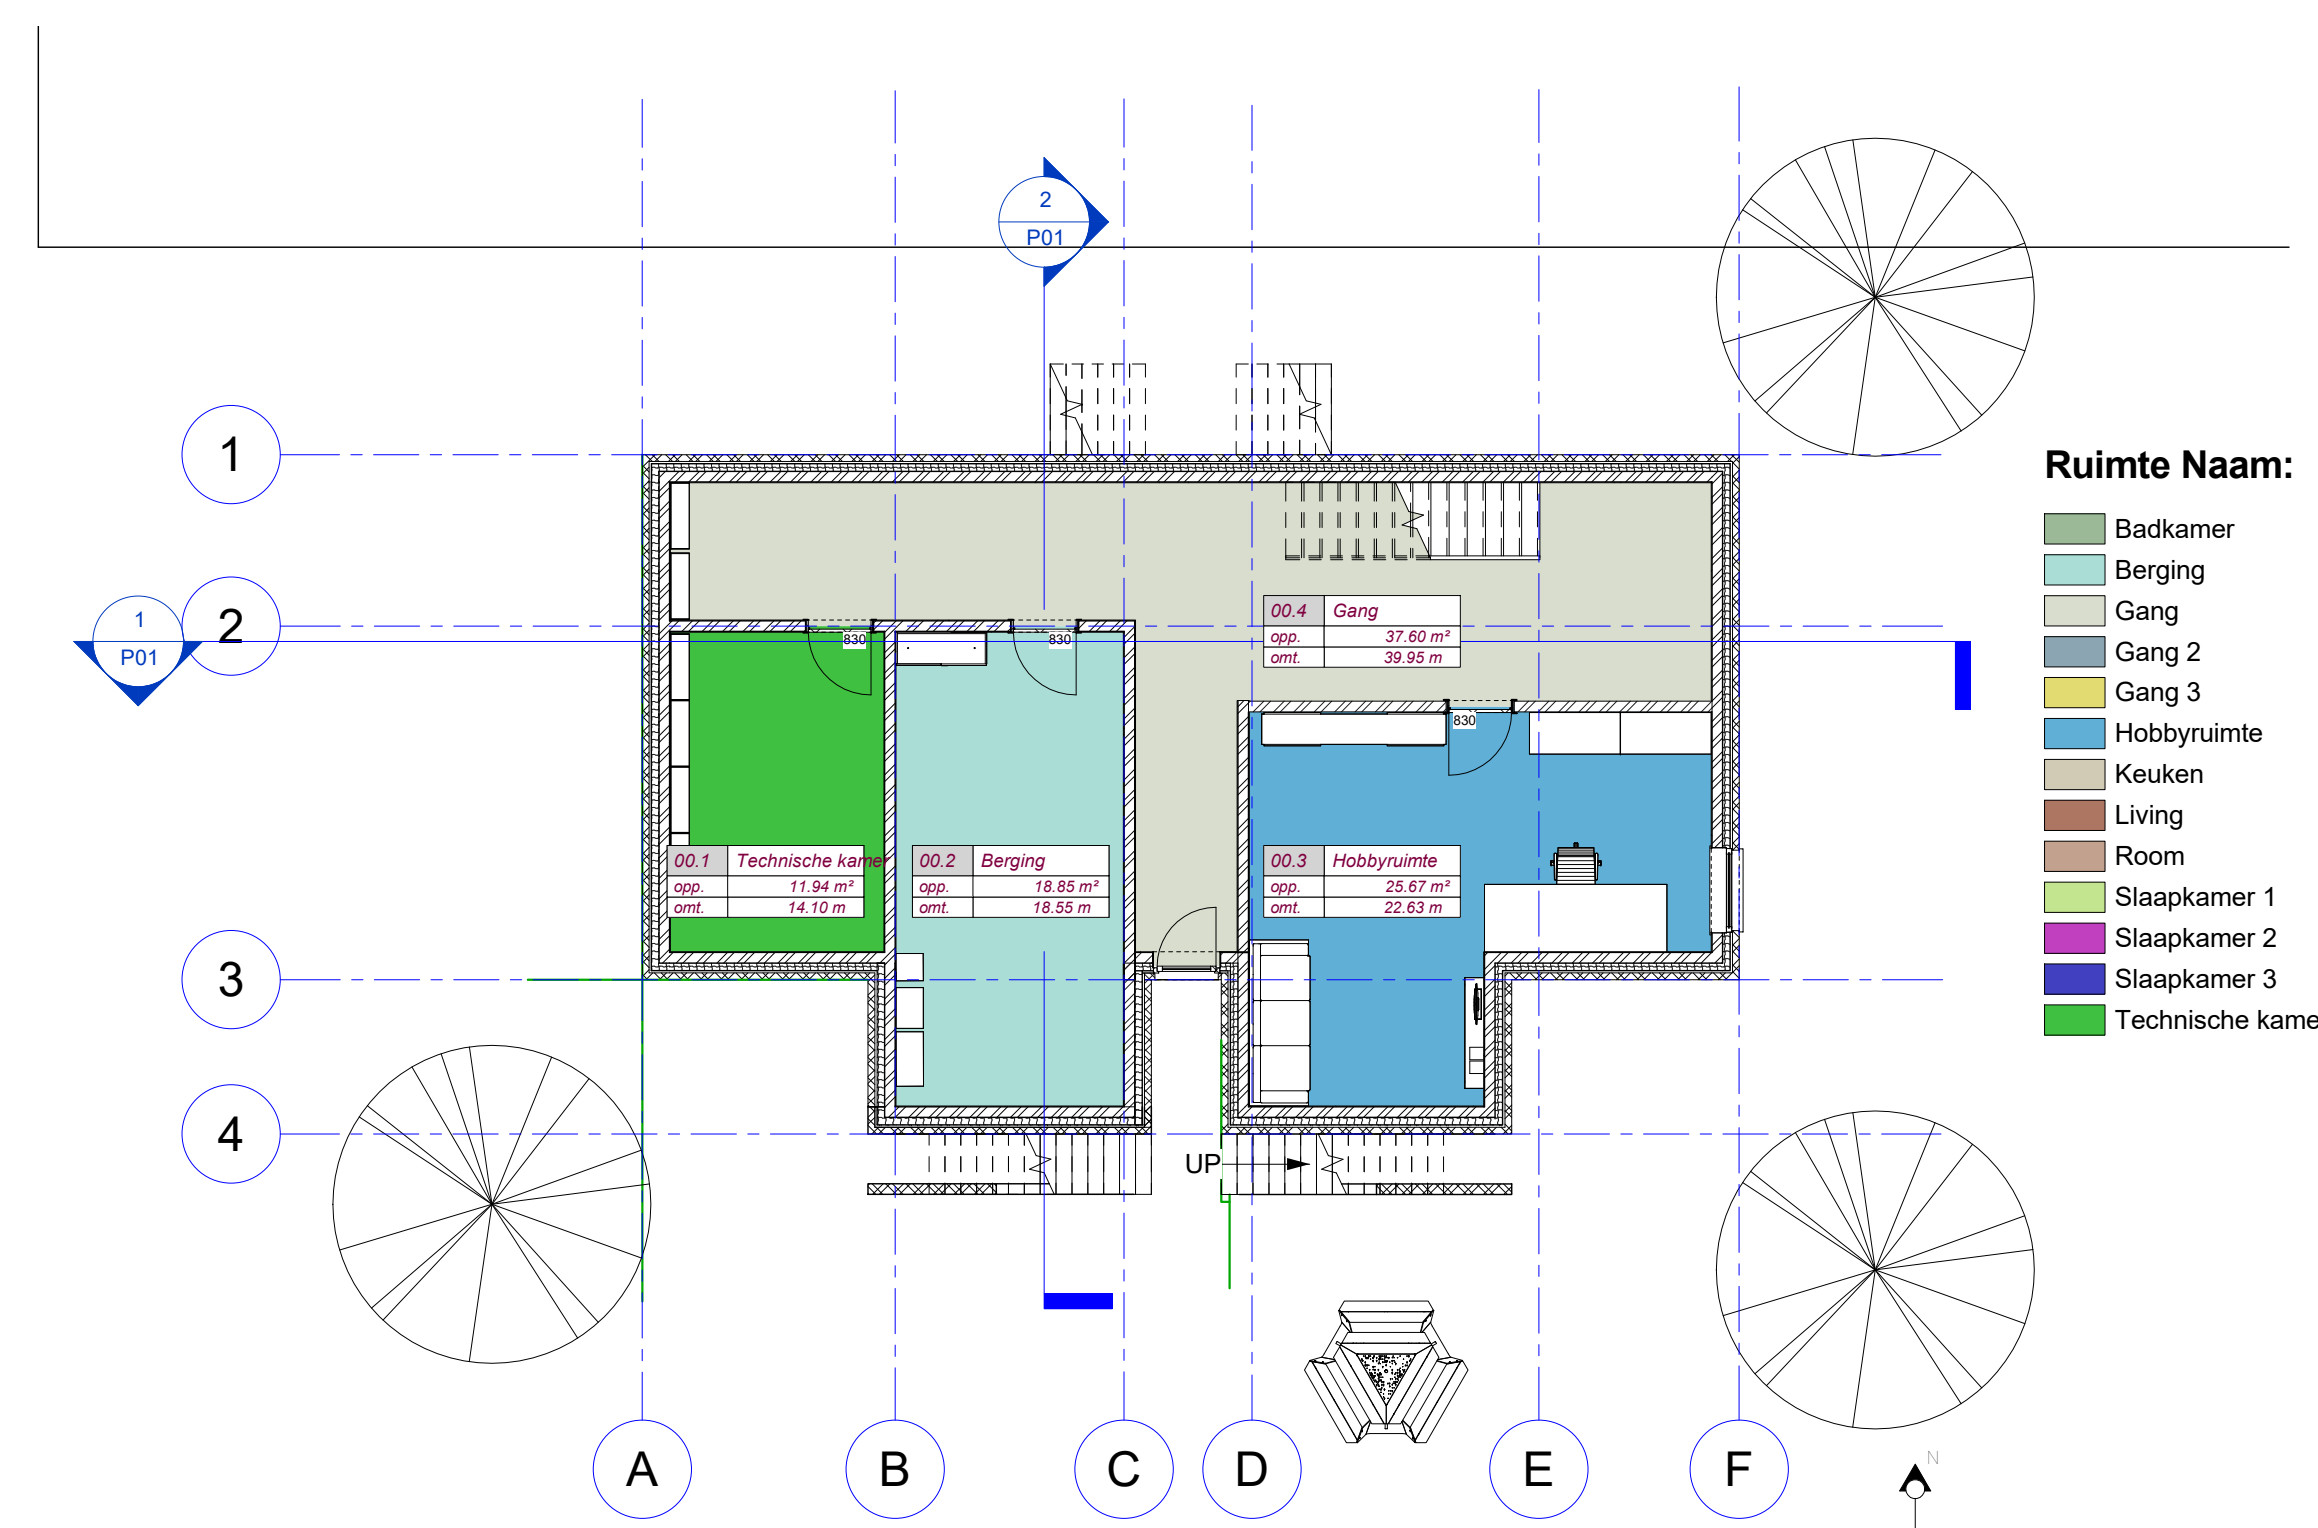 2
P01
1
2
1
P01
3
4
Ruimte Naam:
Badkamer
Berging
Gang
Gang 2
Gang 3
Hobbyruimte
Keuken
Living
Room
Slaapkamer 1
Slaapkamer 2
Slaapkamer 3
Technische kame
830
830
830
00.4 Gang
opp. 37.60 m²
omt. 39.95 m
00.1 Technische kamer
opp. 11.94 m²
omt. 14.10 m
00.2 Berging
opp. 18.85 m²
omt. 18.55 m
00.3 Hobbyruimte
opp. 25.67 m²
omt. 22.63 m
UP
A B C D E F
N